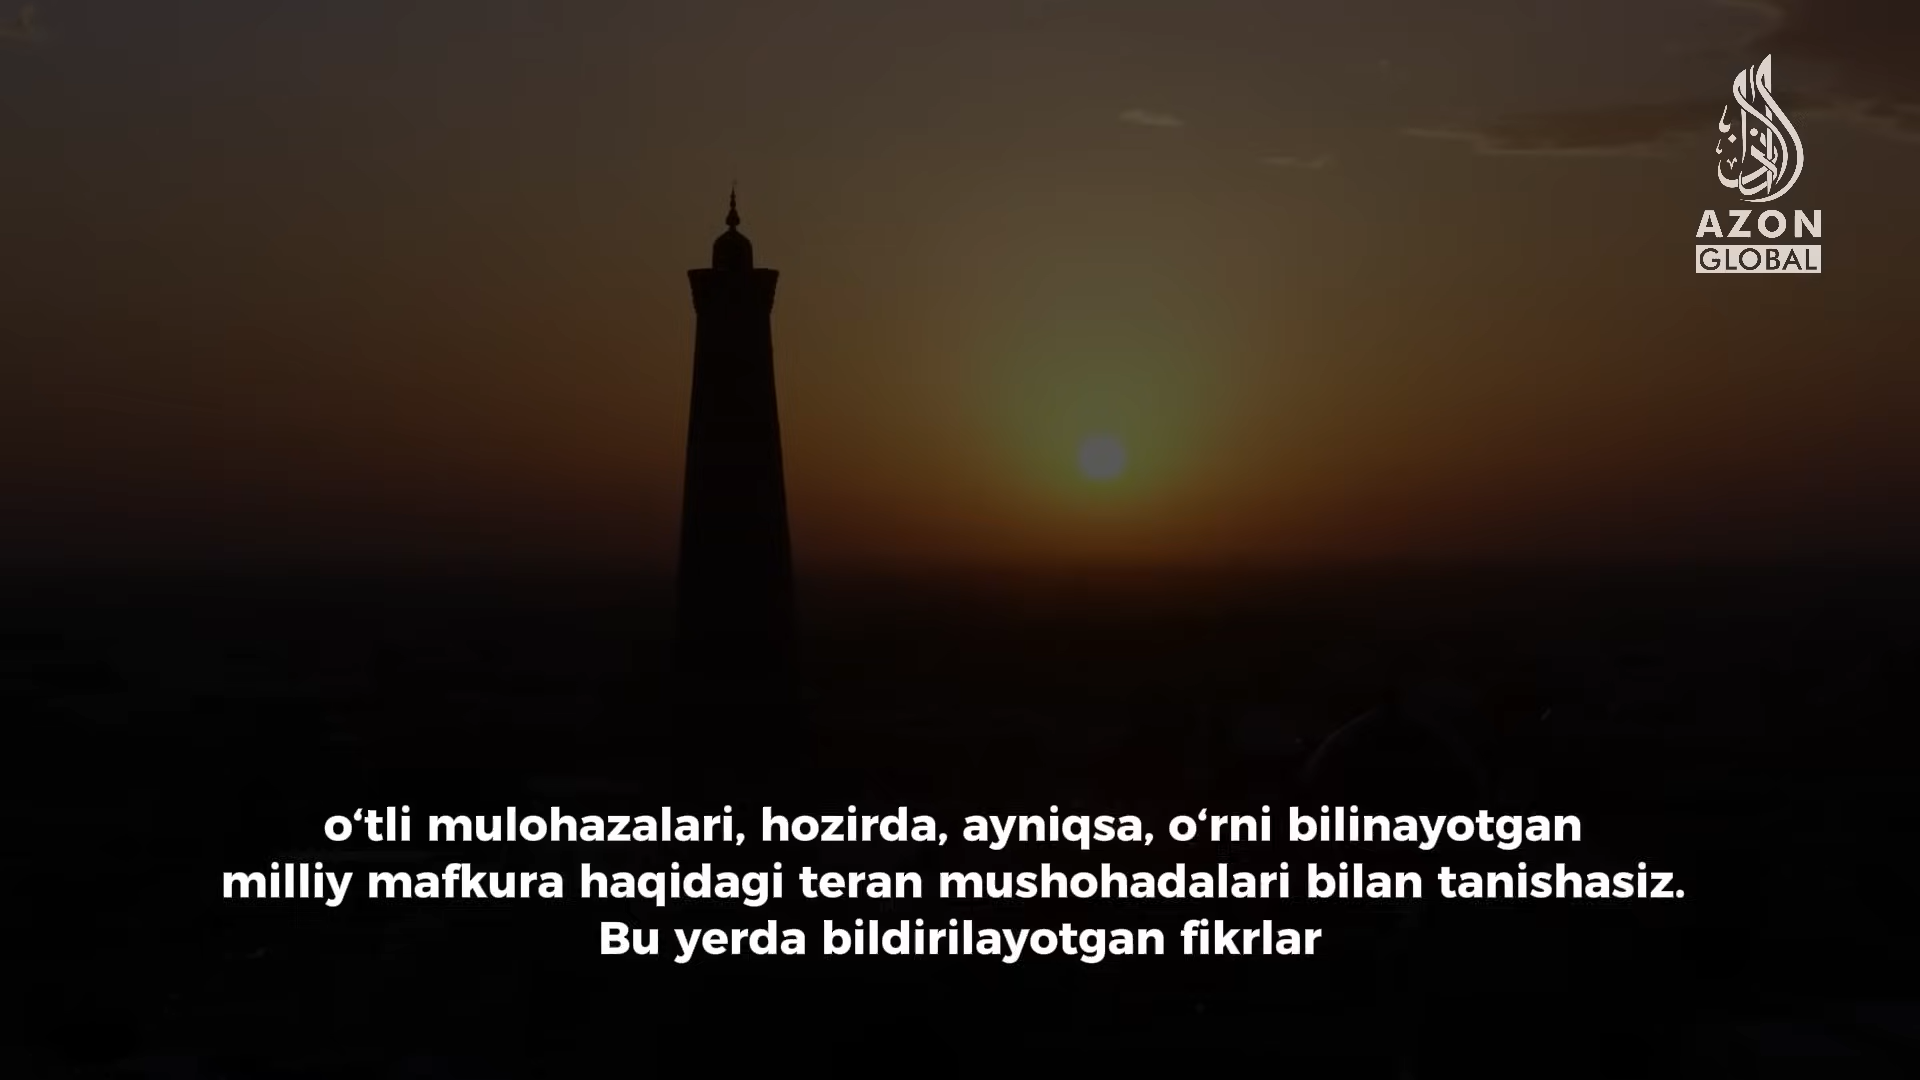 AZON
GLOBAL
o‘tli mulohazalari, hozirda, ayniqsa, o‘rni bilinayotgan
milliy mafkura haqidagi teran mushohadalari bilan tanishasiz.
Bu yerda bildirilayotgan fikrlar